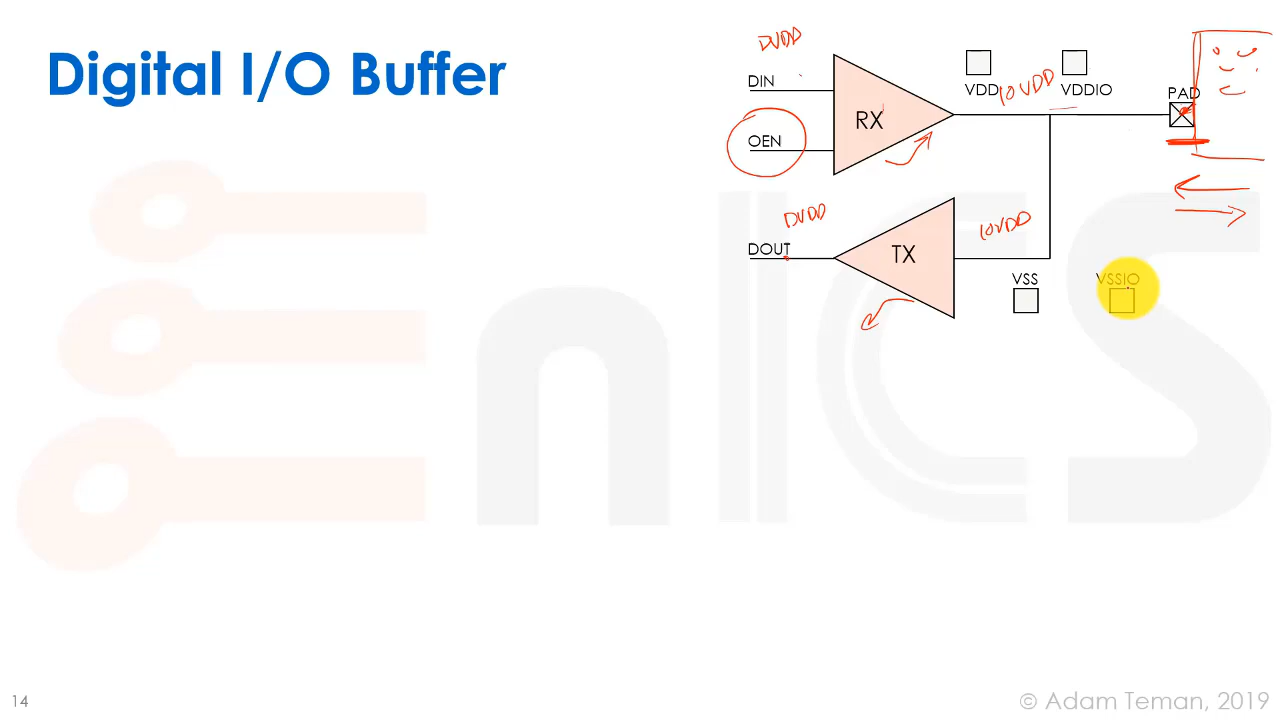 Digital I/O Buffer
DVDD
DIN
OEN
RX
VDD
IOVDD
VDDIO
PAD
DVDD
DOUT
TX
IOVDD
VSS
VSSIO
ENICS
14
© Adam Teman, 2019